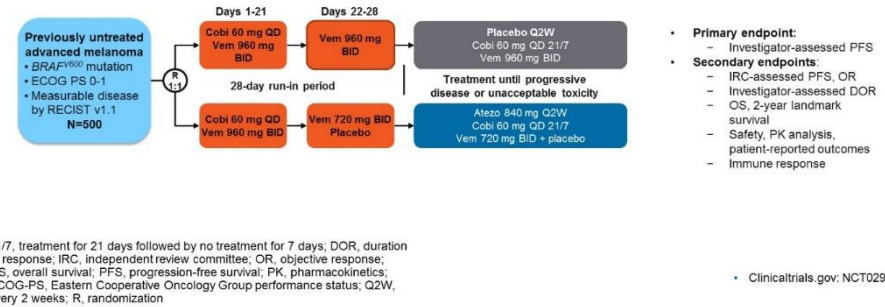 Previously untreated
advanced melanoma
• BRAFV600 mutation
• ECOG PS 0-1
• Measurable disease
by RECIST v1.1
N=500
R
1:1
Days 1-21
Days 22-28
Cobi 60 mg QD
Vem 960 mg
BID
Vem 960 mg
BID
Placebo Q2W
Cobi 60 mg QD 21/7
Vem 960 mg BID
28-day run-in period
Treatment until progressive
disease or unacceptable toxicity
Cobi 60 mg QD
Vem 960 mg BID
Vem 720 mg BID
Placebo
Atezo 840 mg Q2W
Cobi 60 mg QD 21/7
Vem 720 mg BID + placebo
• Primary endpoint:
– Investigator-assessed PFS
• Secondary endpoints:
– IRC-assessed PFS, OR
– Investigator-assessed DOR
– OS, 2-year landmark
survival
– Safety, PK analysis,
patient-reported outcomes
– Immune response
1/7, treatment for 21 days followed by no treatment for 7 days; DOR, duration
response; IRC, independent review committee; OR, objective response;
S, overall survival; PFS, progression-free survival; PK, pharmacokinetics;
COG-PS, Eastern Cooperative Oncology Group performance status; Q2W,
ery 2 weeks; R, randomization
• Clinicaltrials.gov: NCT029